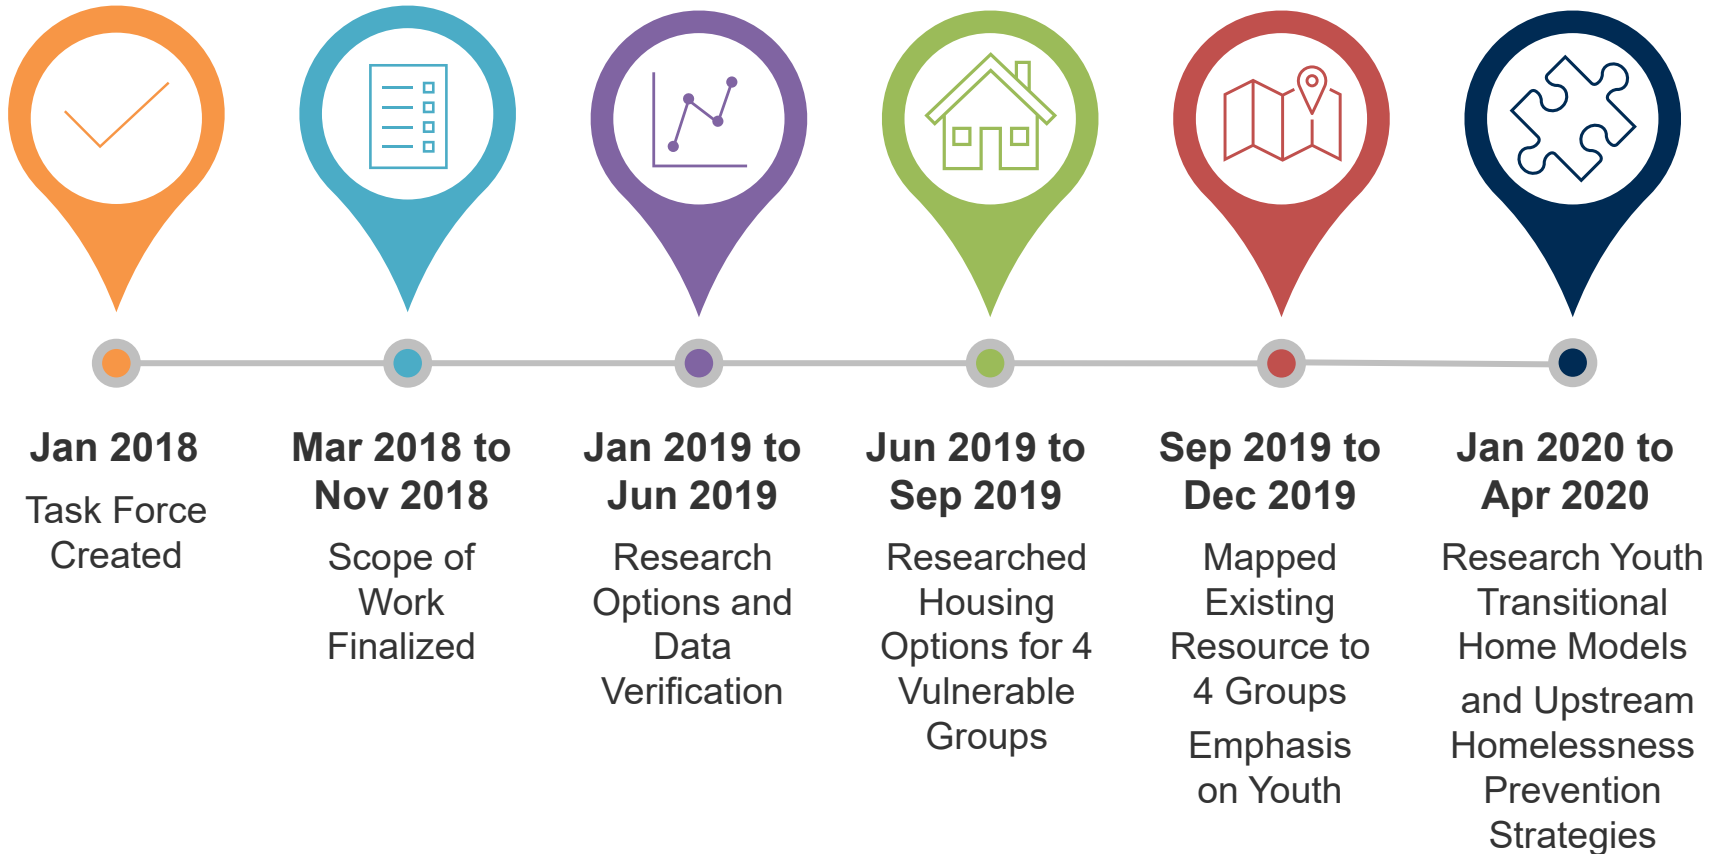 Jan 2018
Task Force
Created
Mar 2018 to
Nov 2018
Scope of
Work
Finalized
Jan 2019 to
Jun 2019
Research
Options and
Data
Verification
Jun 2019 to
Sep 2019
Researched
Housing
Options for 4
Vulnerable
Groups
Sep 2019 to
Dec 2019
Mapped
Existing
Resource to
4 Groups
Emphasis
on Youth
Jan 2020 to
Apr 2020
Research Youth
Transitional
Home Models
and Upstream
Homelessness
Prevention
Strategies